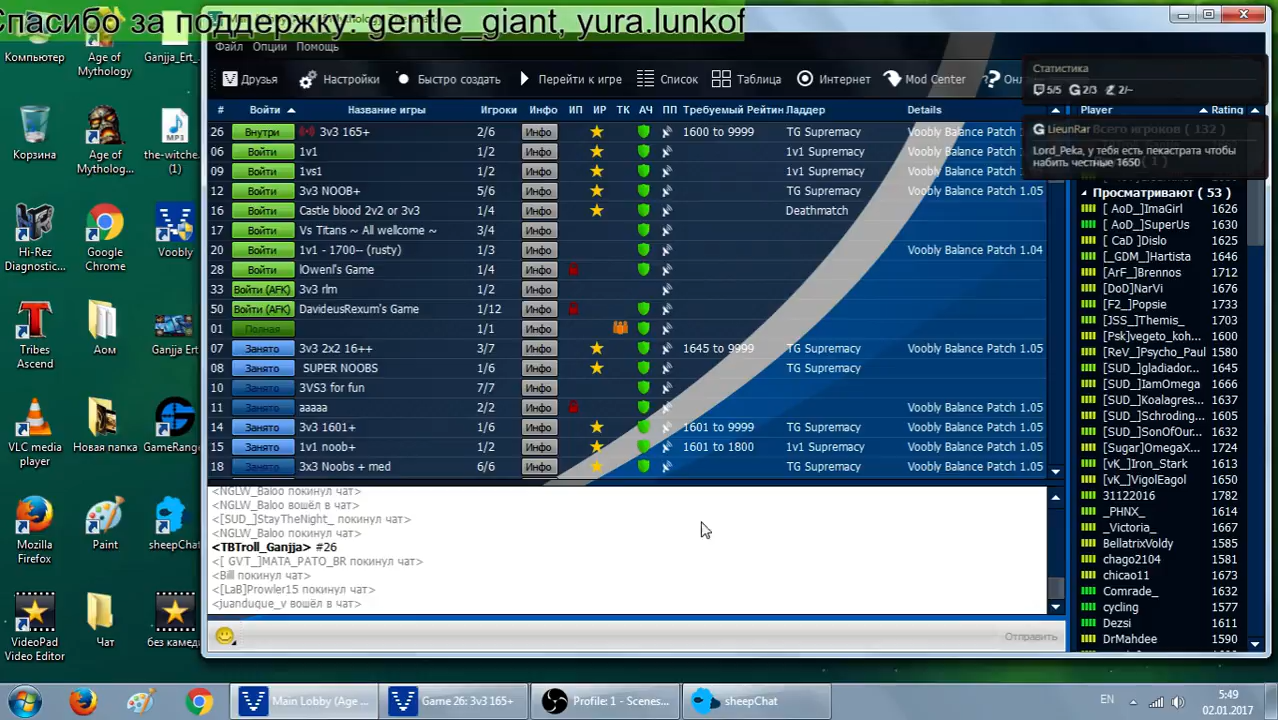 Спасибо за поддержку: gentle_giant, yura.lunkof
Файл Опции Помощь
Друзья Настройки Быстро создать Перейти к игре Список Таблица Интернет Mod Center
Статистика
5/5 2/3 2/--
LieunRar
Всего игроков ( 132 )
Lord_Peka, у тебя есть пекастрата чтобы
набить честные 1650
# Войти Название игры Игроки Инфо ИП ИР ТК АЧ ПП Требуемый Рейтин Ладдер Details
26 Внутри 3v3 165+ 2/6 Инфо 1600 to 9999 TG Supremacy Voobly Balance Patch 1
06 Войти 1v1 1/2 Инфо 1v1 Supremacy Voobly Balance Patch 1
09 Войти 1vs1 1/2 Инфо 1v1 Supremacy Voobly Balance Patch 1
12 Войти 3v3 NOOB+ 5/6 Инфо TG Supremacy Voobly Balance Patch 1.05
16 Войти Castle blood 2v2 or 3v3 1/4 Инфо Deathmatch
17 Войти Vs Titans ~ All wellcome ~ 3/4 Инфо
20 Войти 1v1 - 1700-- (rusty) 1/3 Инфо Voobly Balance Patch 1.04
28 Войти lOwenl's Game 1/4 Инфо
33 Войти (AFK) 3v3 rlm 1/2 Инфо
50 Войти (AFK) DavideusRexum's Game 1/12 Инфо
01 Полная 1/1 Инфо
07 Занято 3v3 2x2 16++ 3/7 Инфо 1645 to 9999 TG Supremacy Voobly Balance Patch 1.05
08 Занято SUPER NOOBS 1/6 Инфо TG Supremacy
10 Занято 3VS3 for fun 7/7 Инфо
11 Занято aaaaa 2/2 Инфо Voobly Balance Patch 1.05
14 Занято 3v3 1601+ 1/6 Инфо 1601 to 9999 TG Supremacy Voobly Balance Patch 1.05
15 Занято 1v1 noob+ 1/2 Инфо 1601 to 1800 1v1 Supremacy Voobly Balance Patch 1.05
18 Занято 3x3 Noobs + med 6/6 Инфо TG Supremacy Voobly Balance Patch 1.05
Player Rating
Просматривают ( 53 )
[ AoD_]ImaGirl 1626
[ AoD_]SuperUs 1630
[ CaD ]Dislo 1625
[_GDM_]Hartista 1646
[ArF_]Brennos 1712
[DoD]NarVi 1676
[F2_]Popsie 1733
[JSS_]Themis_ 1703
[Psk]vegeto_koh... 1600
[ReV_]Psycho_Paul 1580
[SUD_]gladiador... 1645
[SUD_]IamOmega 1666
[SUD_]Koalagres... 1637
[SUD_]Schroding... 1605
[SUD_]SonOfOur... 1632
[Sugar]OmegaX... 1724
[vK_]Iron_Stark 1613
[vK_]VigolEagol 1650
31122016 1782
_PHNX_ 1614
_Victoria_ 1667
BellatrixVoldy 1585
chago2104 1581
chicao11 1673
Comrade_ 1632
cycling 1577
Dezsi 1611
DrMahdee 1590
<NGLW_Baloo покинул чат>
<NGLW_Baloo вошёл в чат>
<[SUD_]StayTheNight_ покинул чат>
<NGLW_Baloo покинул чат>
<TBTroll_Ganjja> #26
<[ GVT_]MATA_PATO_BR покинул чат>
<Bill покинул чат>
<[LaB]Prowler15 покинул чат>
<juanduque_v вошёл в чат>
Отправить
Компьютер
Age of
Mythology
Ganjja_Ert_
Корзина
Age of
Mytholog...
the-witche...
(1)
Hi-Rez
Diagnostic...
Google
Chrome
Voobly
Tribes
Ascend
Аом
Ganjja Ert
VLC media
player
Новая папка
GameRange
Mozilla
Firefox
Paint
sheepChat
VideoPad
Video Editor
Чат
без камеди
Main Lobby (Age ...
Game 26: 3v3 165+
Profile: 1 - Scenes...
sheepChat
EN
5:49
02.01.2017